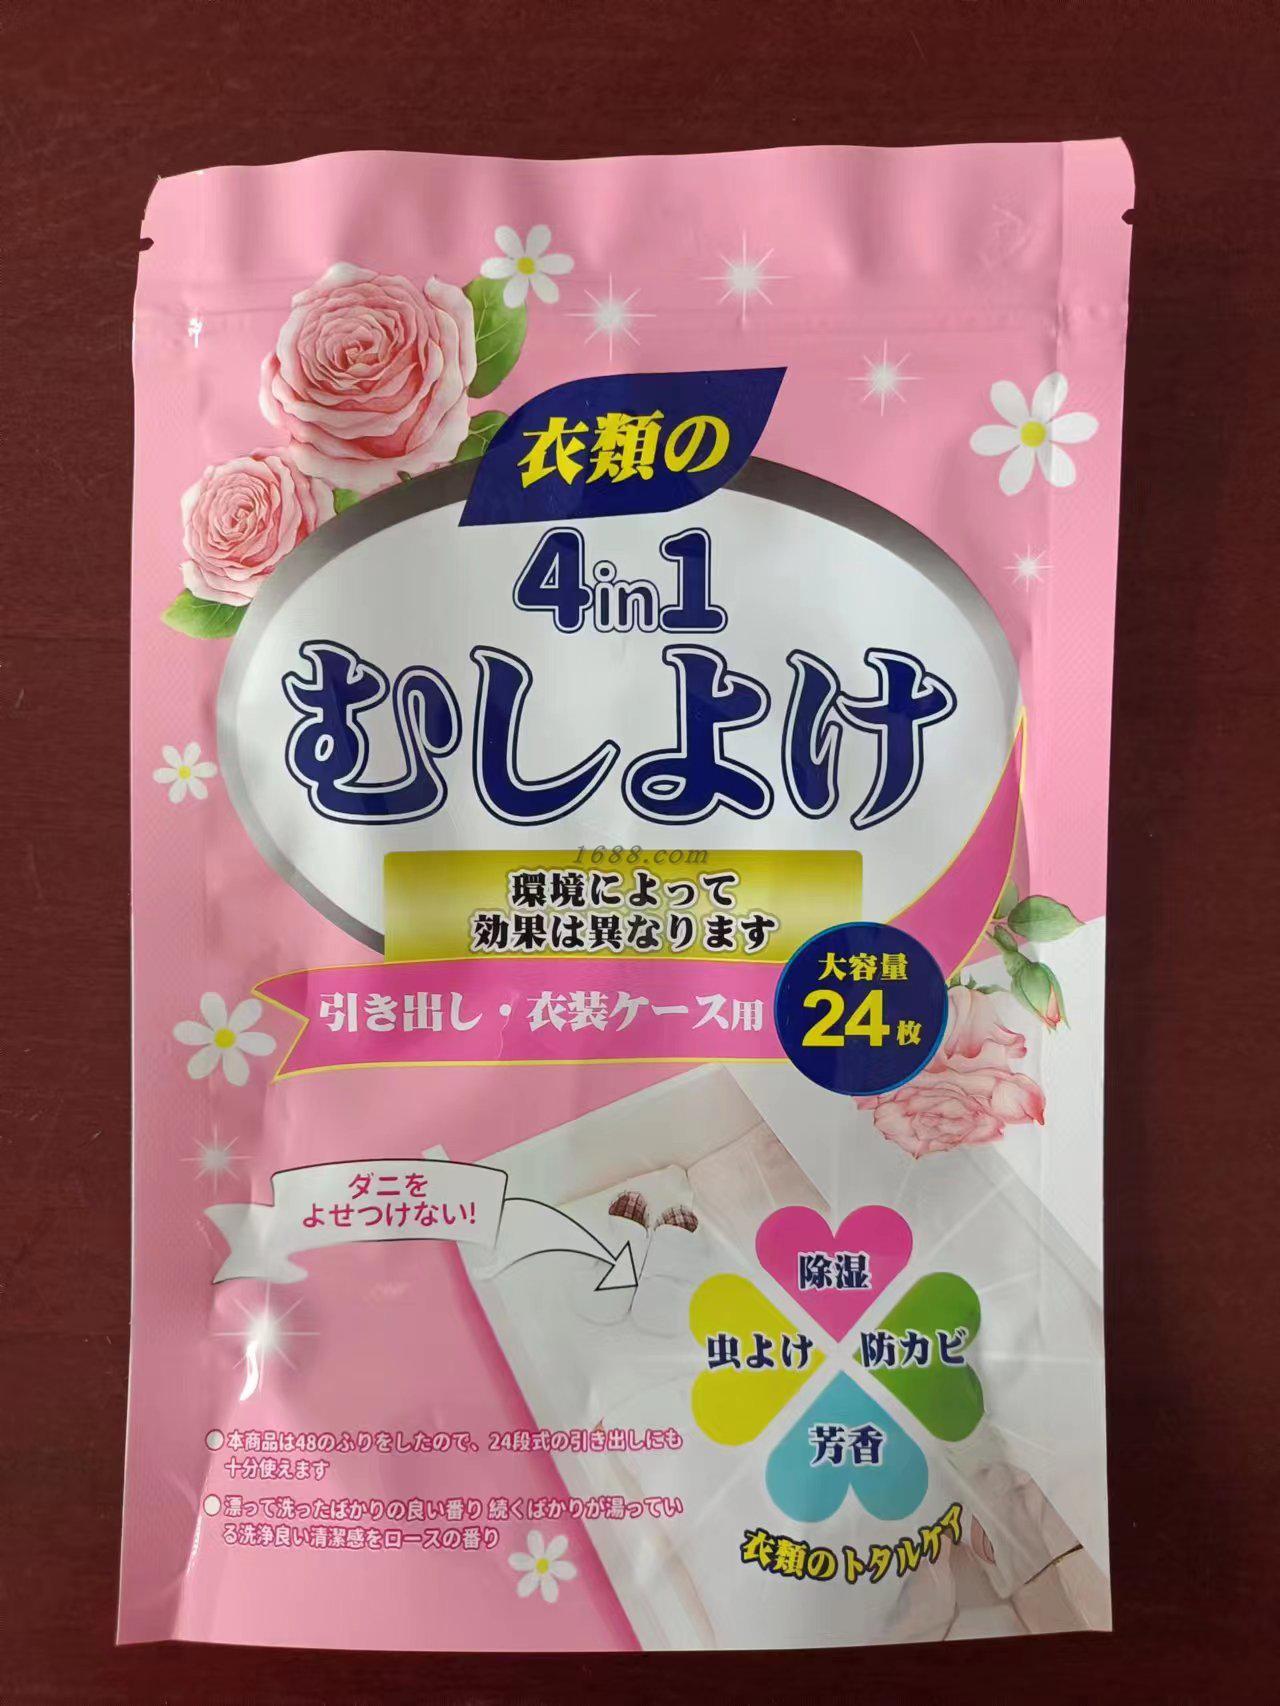 衣類の
4in1
むしよけ
1688.com
環境によって
効果は異なります
引き出し・衣装ケース用
大容量
24枚
ダニを
よせつけない!
除湿
虫よけ
防カビ
芳香
衣類のトタルケア
●本商品は48のふりをしたので、24段式の引き出しにも
十分使えます
●漂って洗ったばかりの良い番り 続くばかりが湯ってい
る洗浄良い清潔感をロースの番り